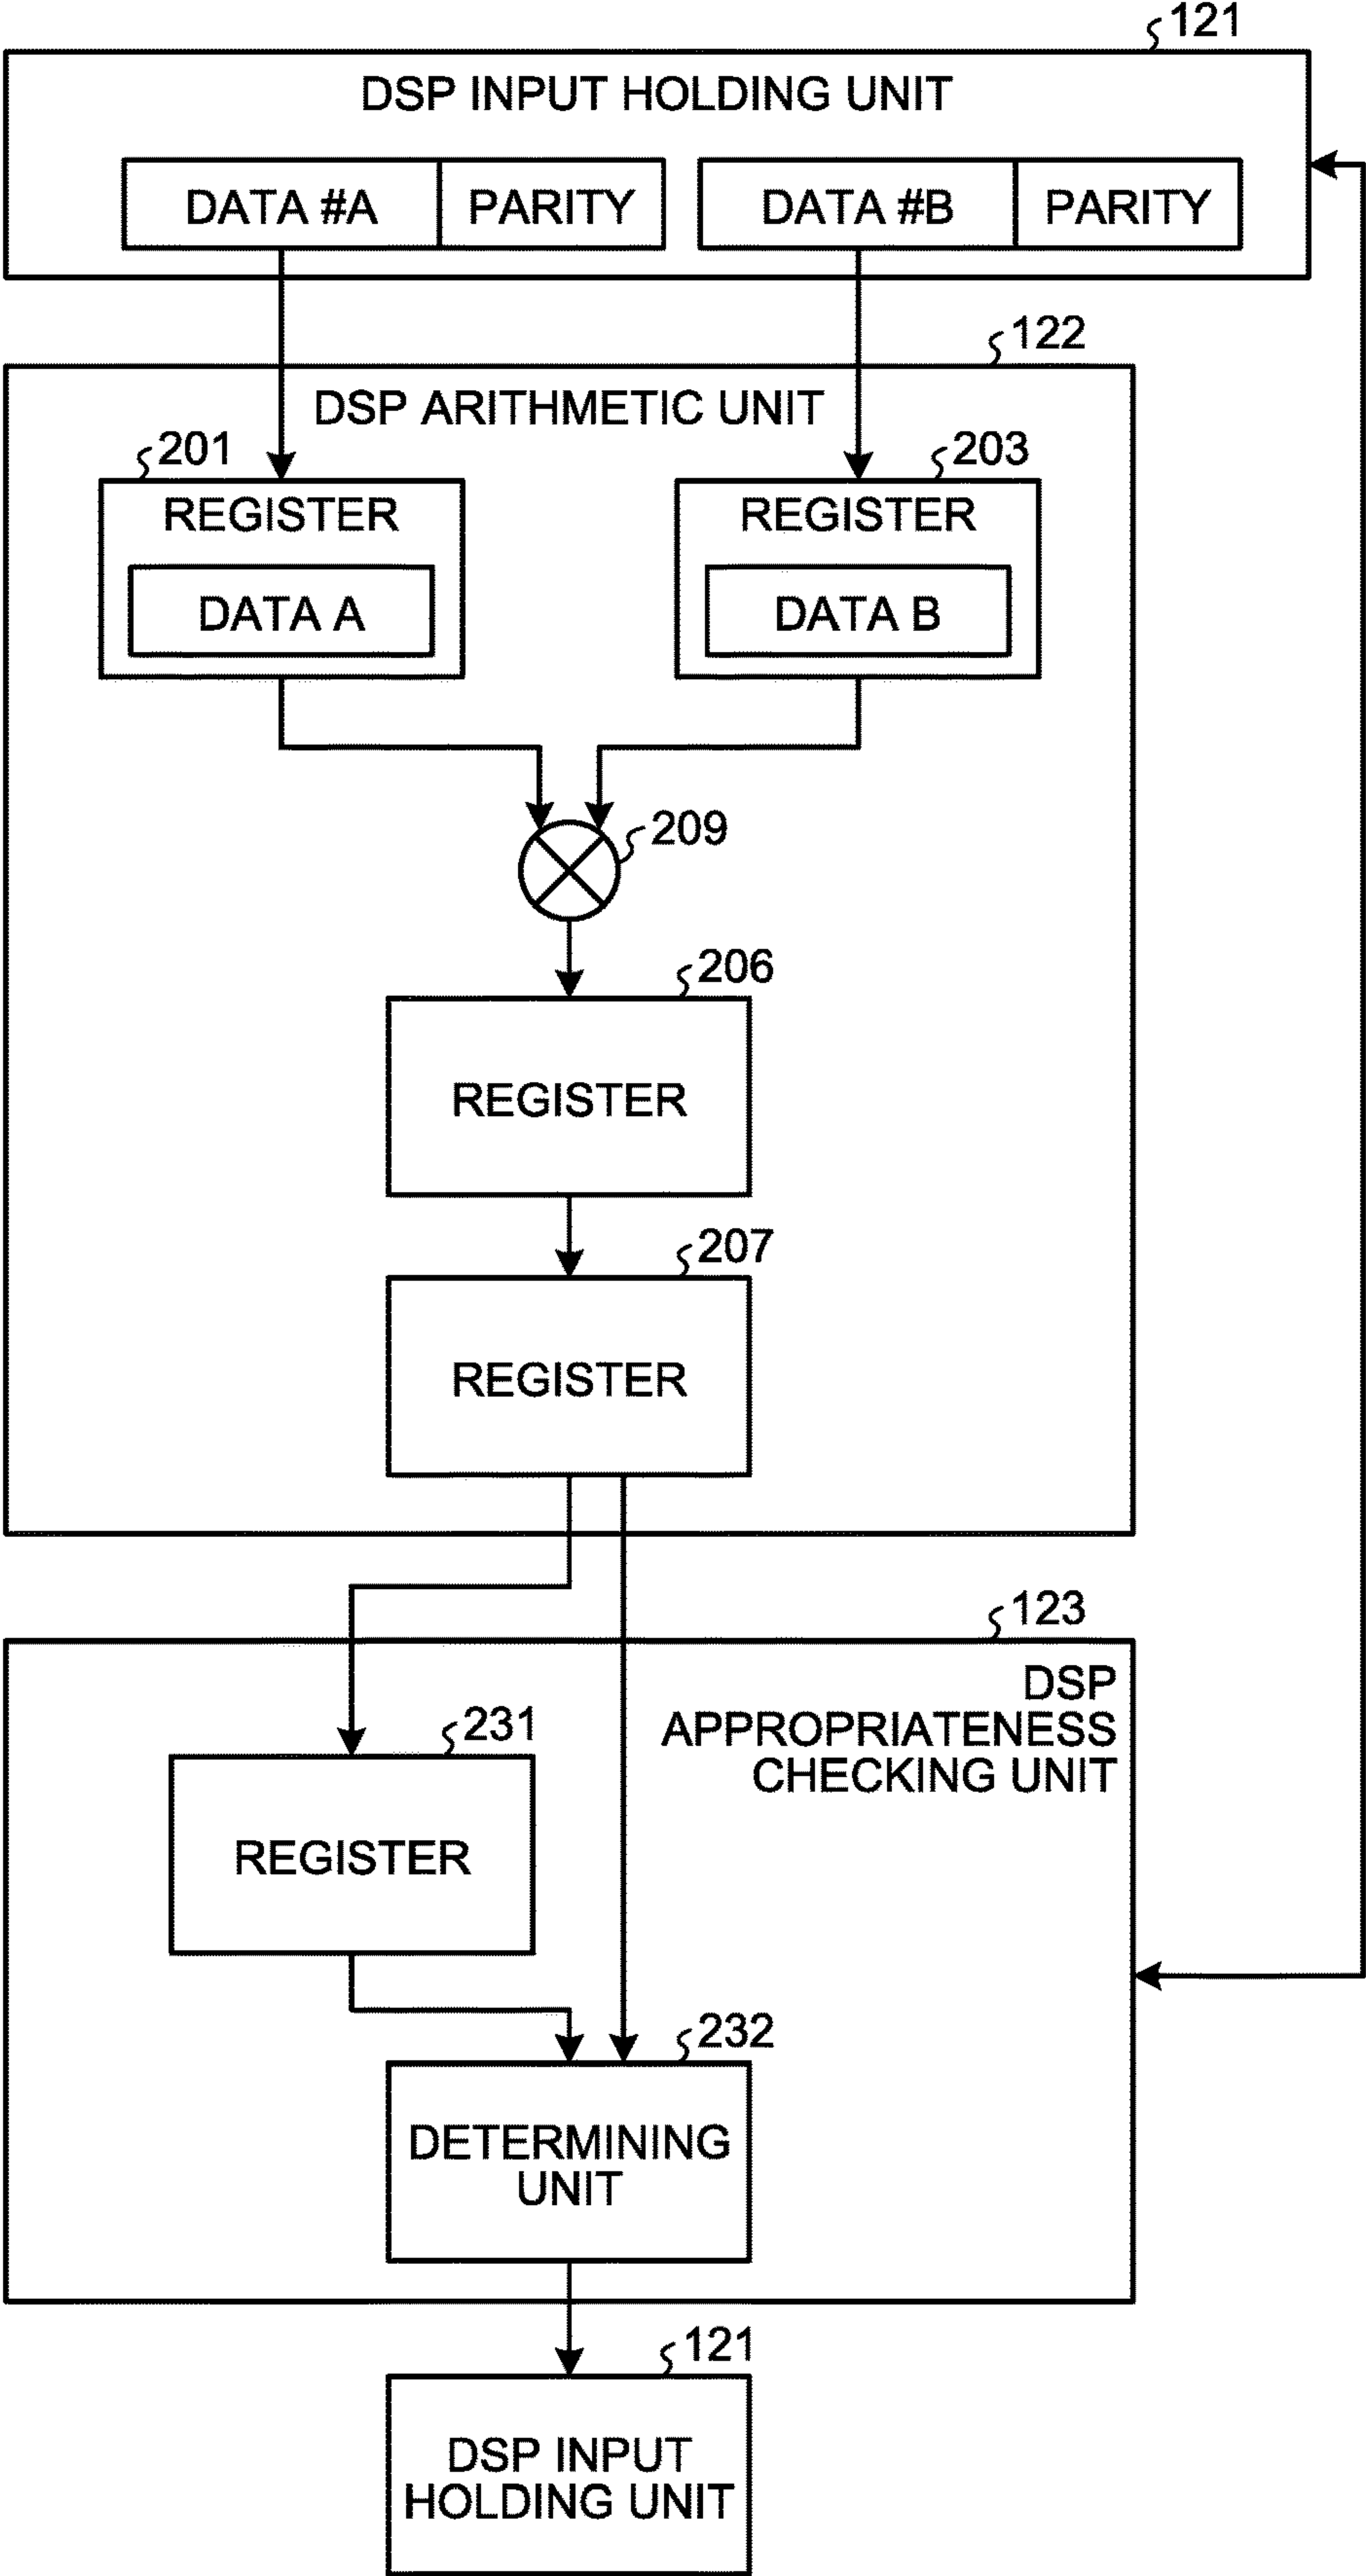 121
DSP INPUT HOLDING UNIT
DATA #A PARITY DATA #B PARITY
122
DSP ARITHMETIC UNIT
201 203
REGISTER REGISTER
DATA A DATA B
209
206
REGISTER
207
REGISTER
123
DSP
APPROPRIATENESS
CHECKING UNIT
231
REGISTER
232
DETERMINING
UNIT
121
DSP INPUT
HOLDING UNIT